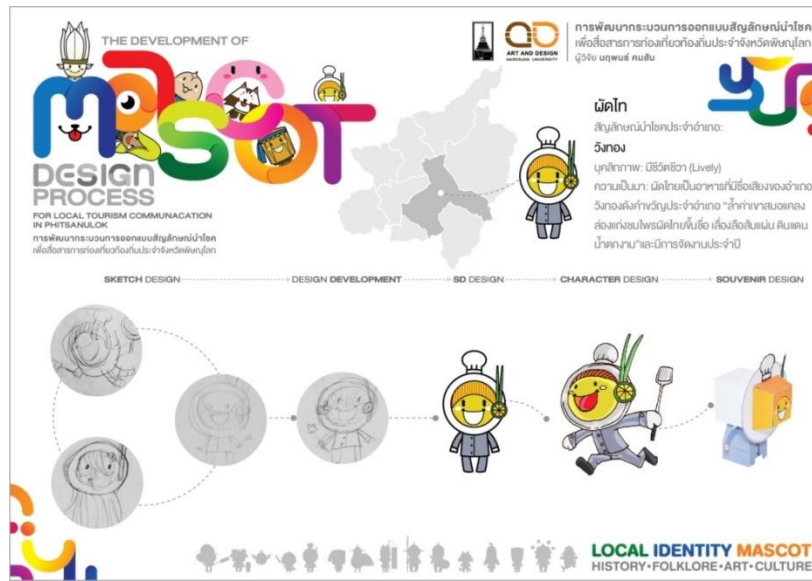 THE DEVELOPMENT OF
MASCOT
DESIGN
PROCESS
FOR LOCAL TOURISM COMMUNACATION
IN PHITSANULOK
การพัฒนากระบวนการออกแบบสัญลักษณ์นำโชค
เพื่อสื่อสารการท่องเที่ยวท้องถิ่นประจำจังหวัดพิษณุโลก
ART AND DESIGN
NARESUAN UNIVERSITY
การพัฒนากระบวนการออกแบบสัญลักษณ์นำโชค
เพื่อสื่อสารการท่องเที่ยวท้องถิ่นประจำจังหวัดพิษณุโลก
ผู้วิจัย นฤพนธ์ คมสัน
ผัดไท
สัญลักษณ์นำโชคประจำอำเภอ:
วังทอง
บุคลิกภาพ: มีชีวิตชีวา (Lively)
ความเป็นมา: ผัดไทยเป็นอาหารที่มีชื่อเสียงของอำเภอ
วังทองดังคำขวัญประจำอำเภอ "ล้ำค่าเขาสมอแคลง
ล่องแก่งชมไพรผัดไทยขึ้นชื่อ เลื่องลือส้มแผ่น ดินแดน
น้ำตกงาม"และมีการจัดงานประจำปี
SKETCH DESIGN
DESIGN DEVELOPMENT
SD DESIGN
CHARACTER DESIGN
SOUVENIR DESIGN
LOCAL IDENTITY MASCOT
HISTORY•FOLKLORE•ART•CULTURE